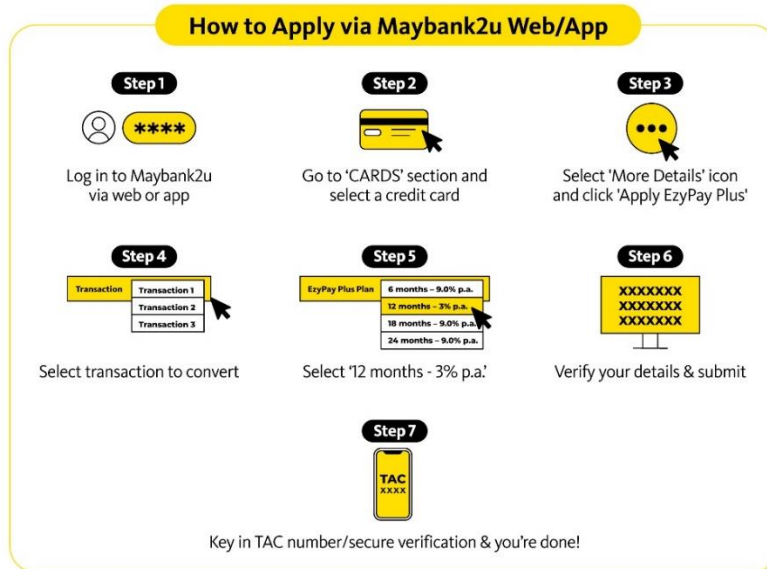 How to Apply via Maybank2u Web/App
Step 1
****
Log in to Maybank2u
via web or app
Step 2
Go to ‘CARDS’ section and
select a credit card
Step 3
Select 'More Details' icon
and click 'Apply EzyPay Plus'
Step 4
Transaction
Transaction 1
Transaction 2
Transaction 3
Select transaction to convert
Step 5
EzyPay Plus Plan
6 months – 9.0% p.a.
12 months – 3% p.a.
18 months – 9.0% p.a.
24 months – 9.0% p.a.
Select ‘12 months - 3% p.a.’
Step 6
XXXXXXX
XXXXXXX
XXXXXXX
Verify your details & submit
Step 7
TAC
XXXX
Key in TAC number/secure verification & you’re done!